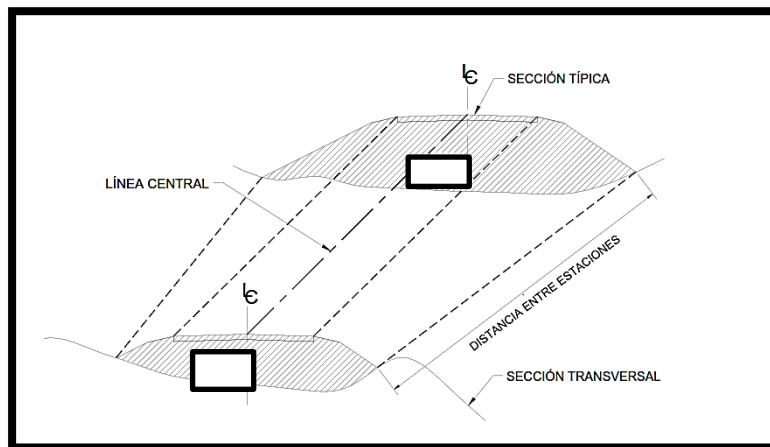 ℄
SECCIÓN TÍPICA
LÍNEA CENTRAL
DISTANCIA ENTRE ESTACIONES
℄
SECCIÓN TRANSVERSAL